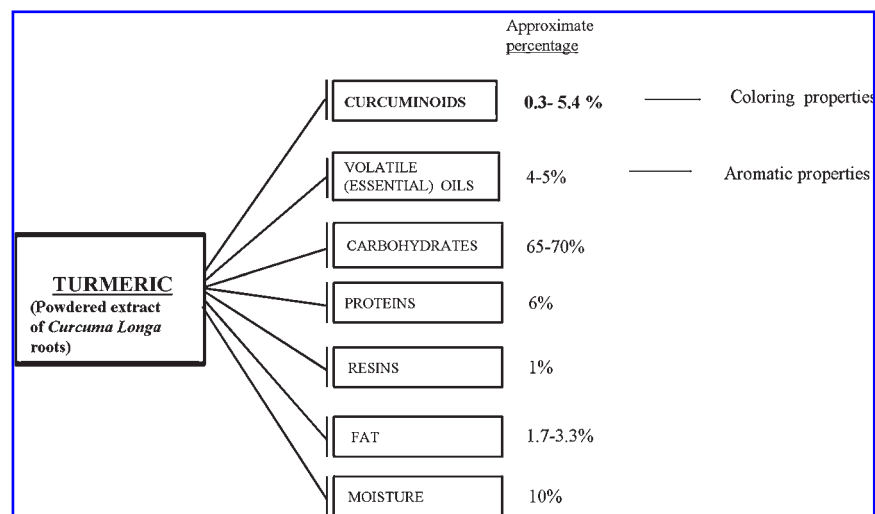 Approximate
percentage
CURCUMINOIDS 0.3- 5.4 % Coloring properties
VOLATILE
(ESSENTIAL) OILS 4-5% Aromatic properties
CARBOHYDRATES 65-70%
TURMERIC
(Powdered extract
of Curcuma Longa
roots)
PROTEINS 6%
RESINS 1%
FAT 1.7-3.3%
MOISTURE 10%